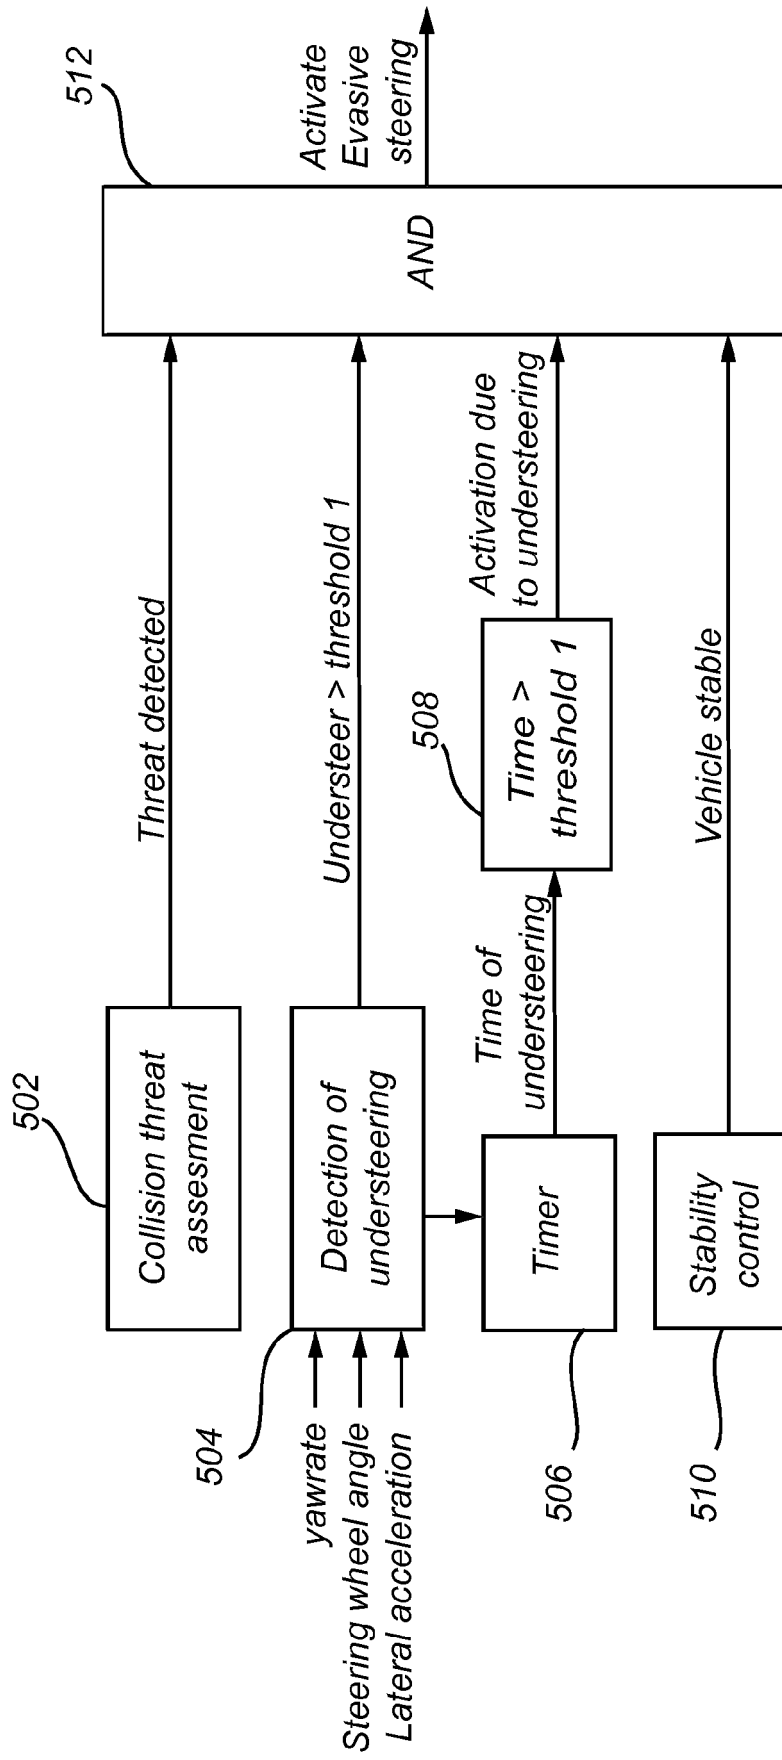 502
Collision threat
assesment
Threat detected
512
AND
Activate
Evasive
steering
504
yawrate
Steering wheel angle
Lateral acceleration
Detection of
understeering
Understeer > threshold 1
506
Timer
Time of
understeering
508
Time >
threshold 1
Activation due
to understeering
510
Stability
control
Vehicle stable